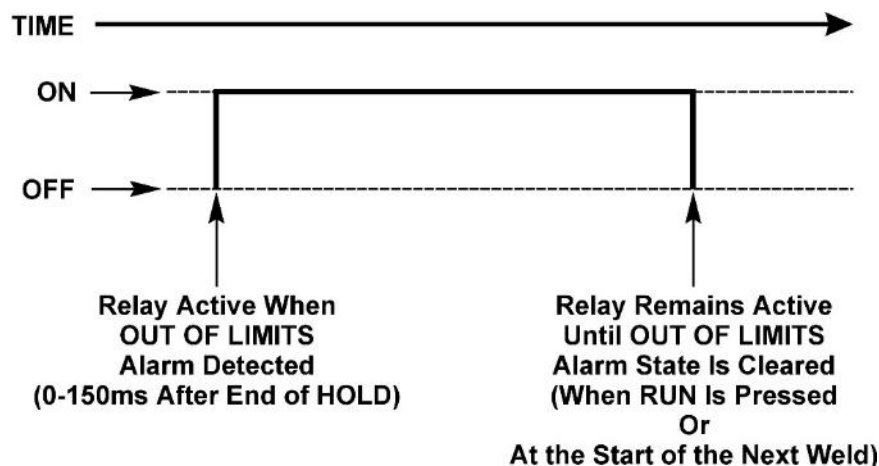 TIME
ON
OFF
Relay Active When
OUT OF LIMITS
Alarm Detected
(0-150ms After End of HOLD)
Relay Remains Active
Until OUT OF LIMITS
Alarm State Is Cleared
(When RUN Is Pressed
Or
At the Start of the Next Weld)